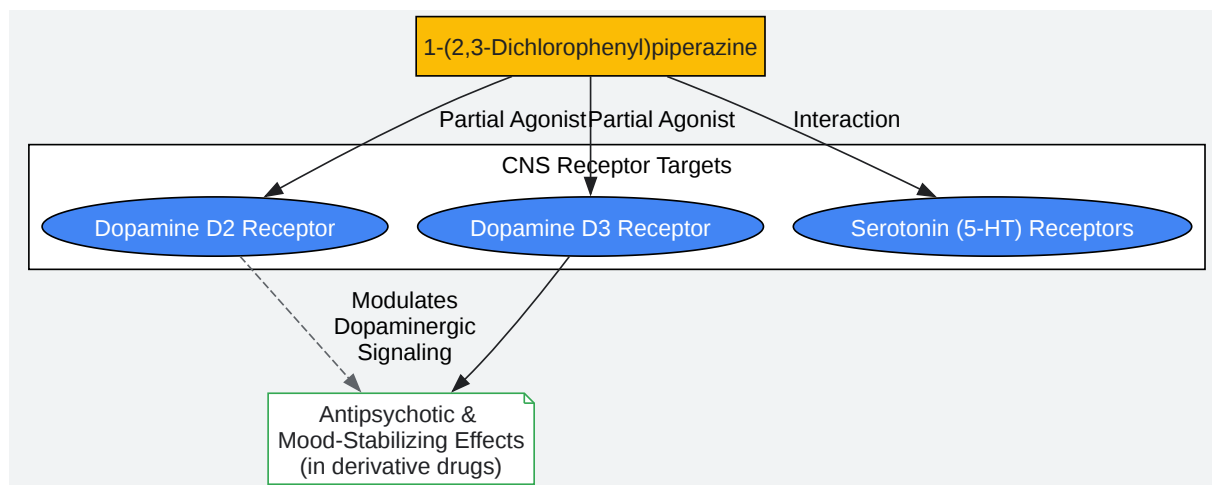 1-(2,3-Dichlorophenyl)piperazine
Partial Agonist
Partial Agonist
Interaction
CNS Receptor Targets
Dopamine D2 Receptor
Dopamine D3 Receptor
Serotonin (5-HT) Receptors
Modulates
Dopaminergic
Signaling
Antipsychotic &
Mood-Stabilizing Effects
(in derivative drugs)